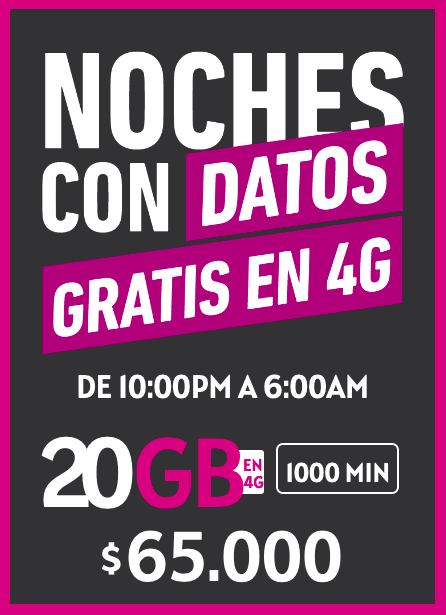 NOCHES
CON DATOS
GRATIS EN 4G
DE 10:00PM A 6:00AM
20GB EN 4G 1000 MIN
$65.000